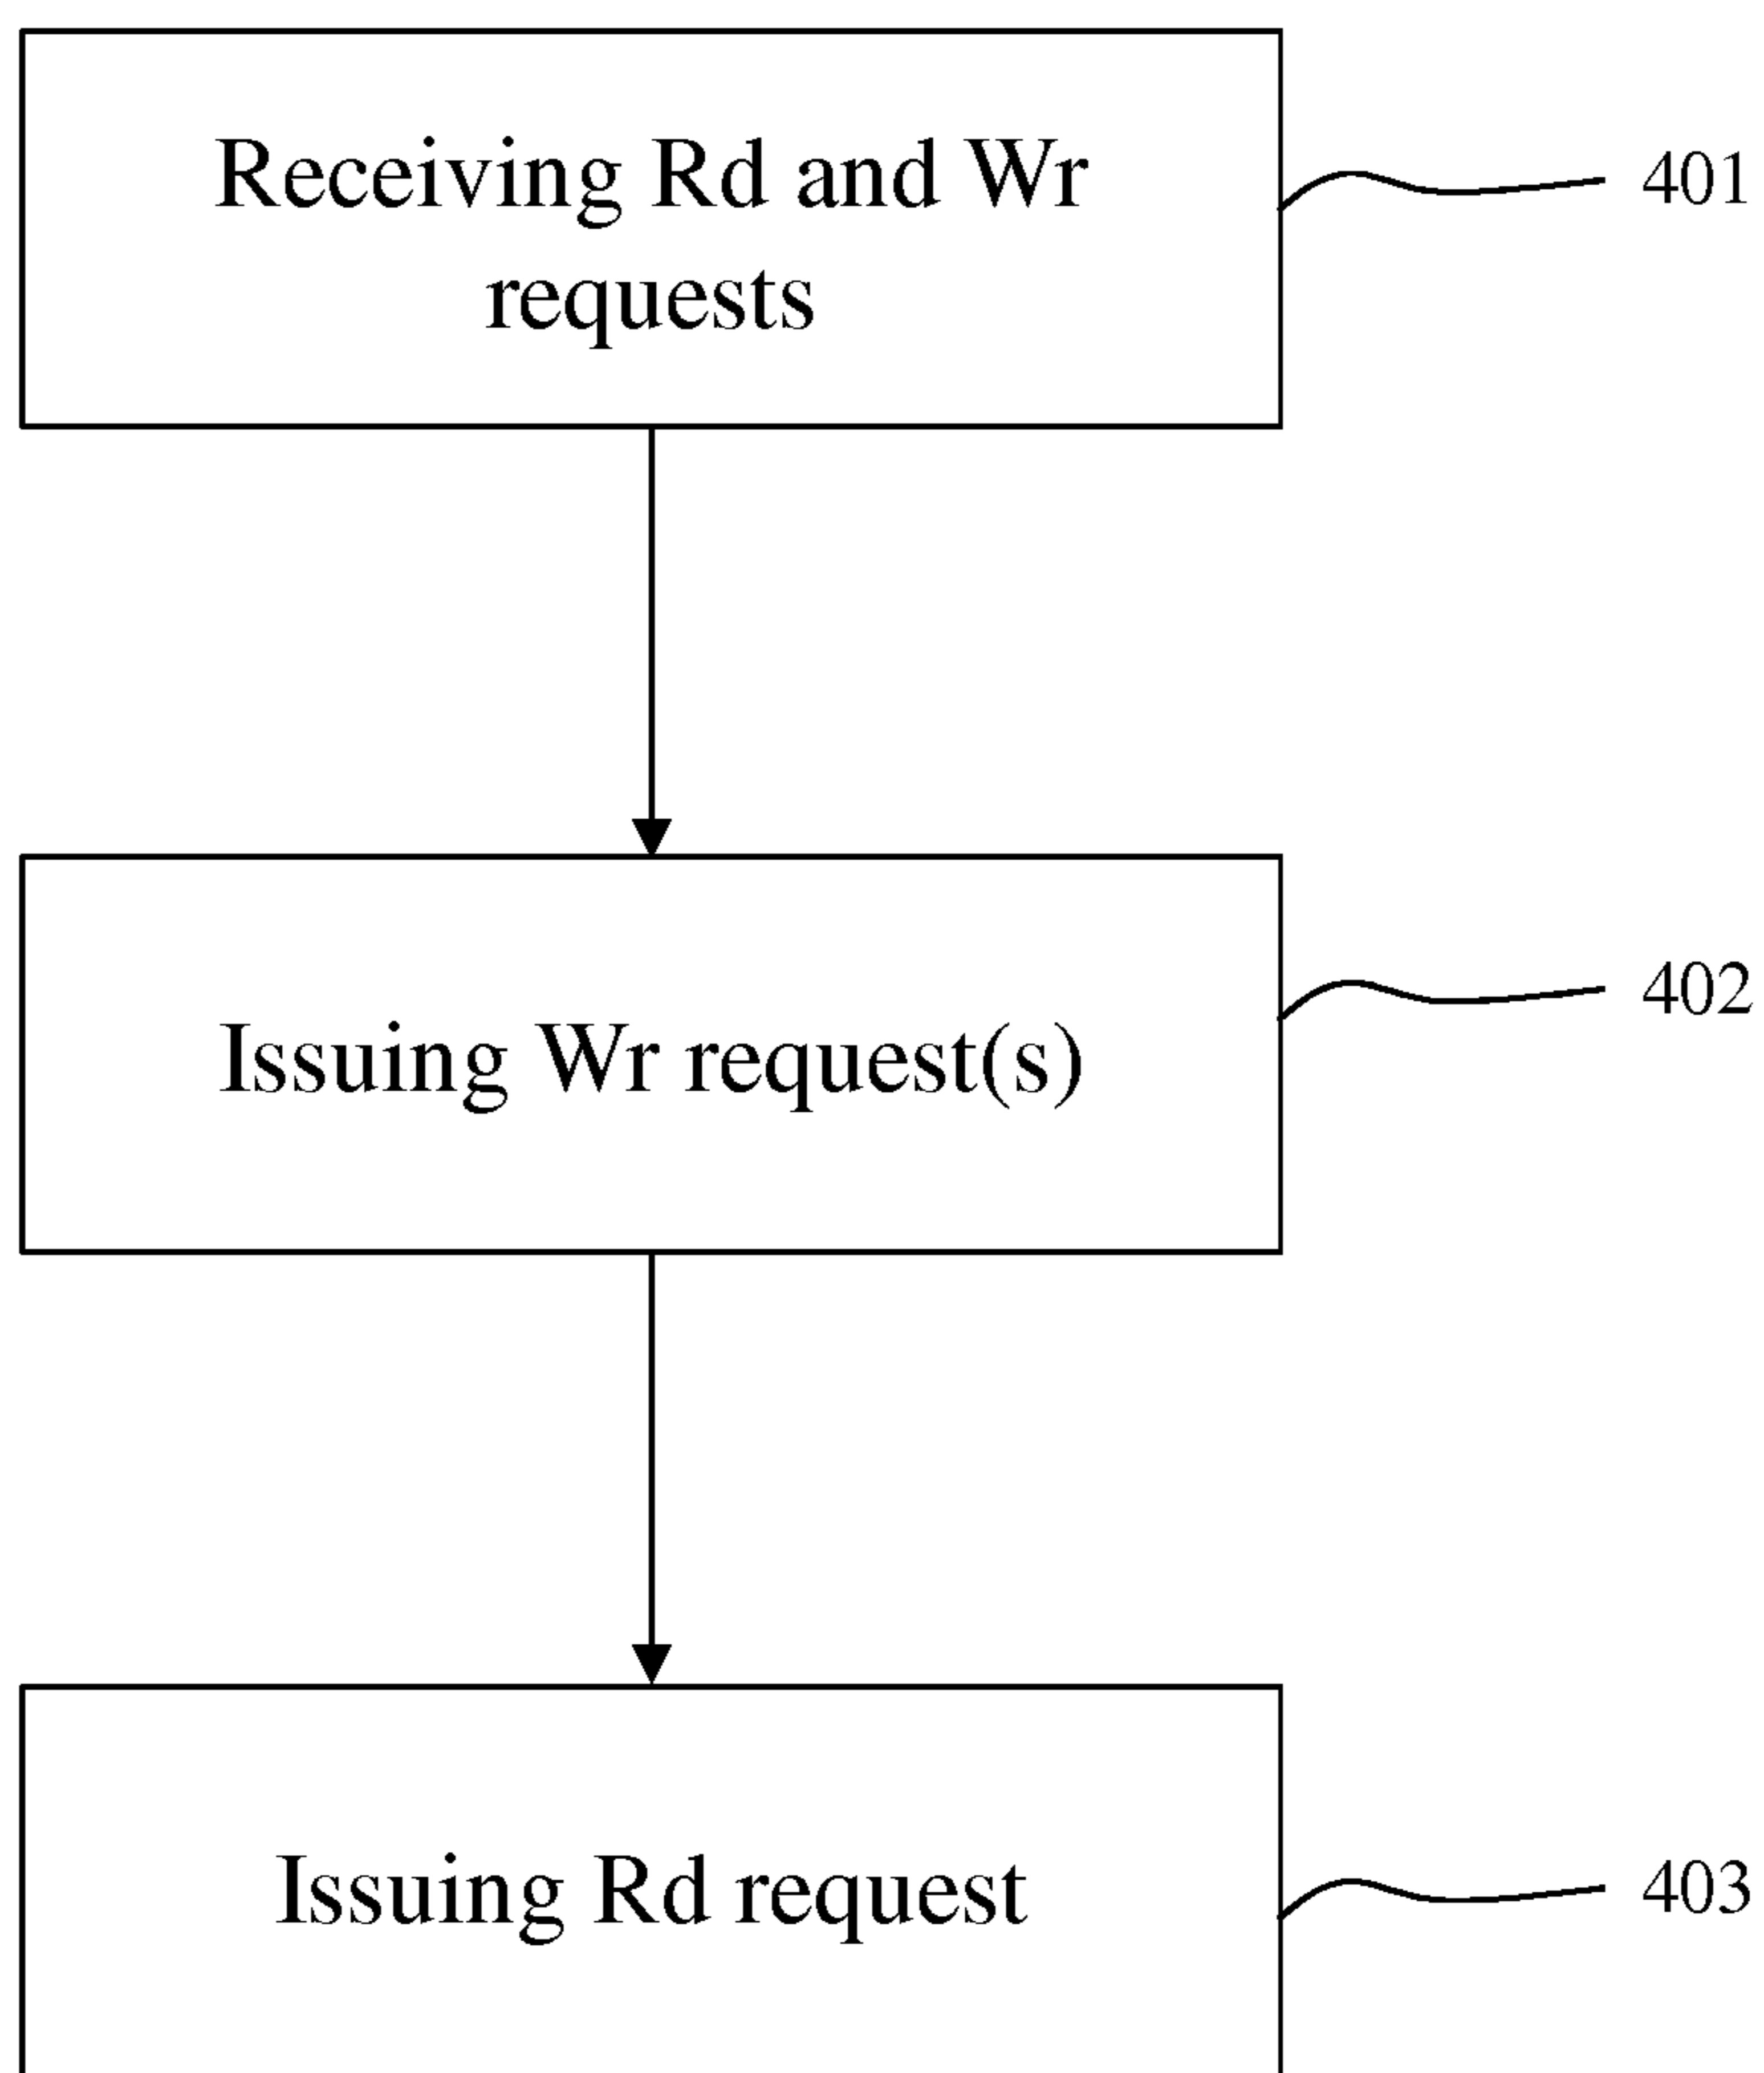 Receiving Rd and Wr
requests
401
Issuing Wr request(s)
402
Issuing Rd request
403